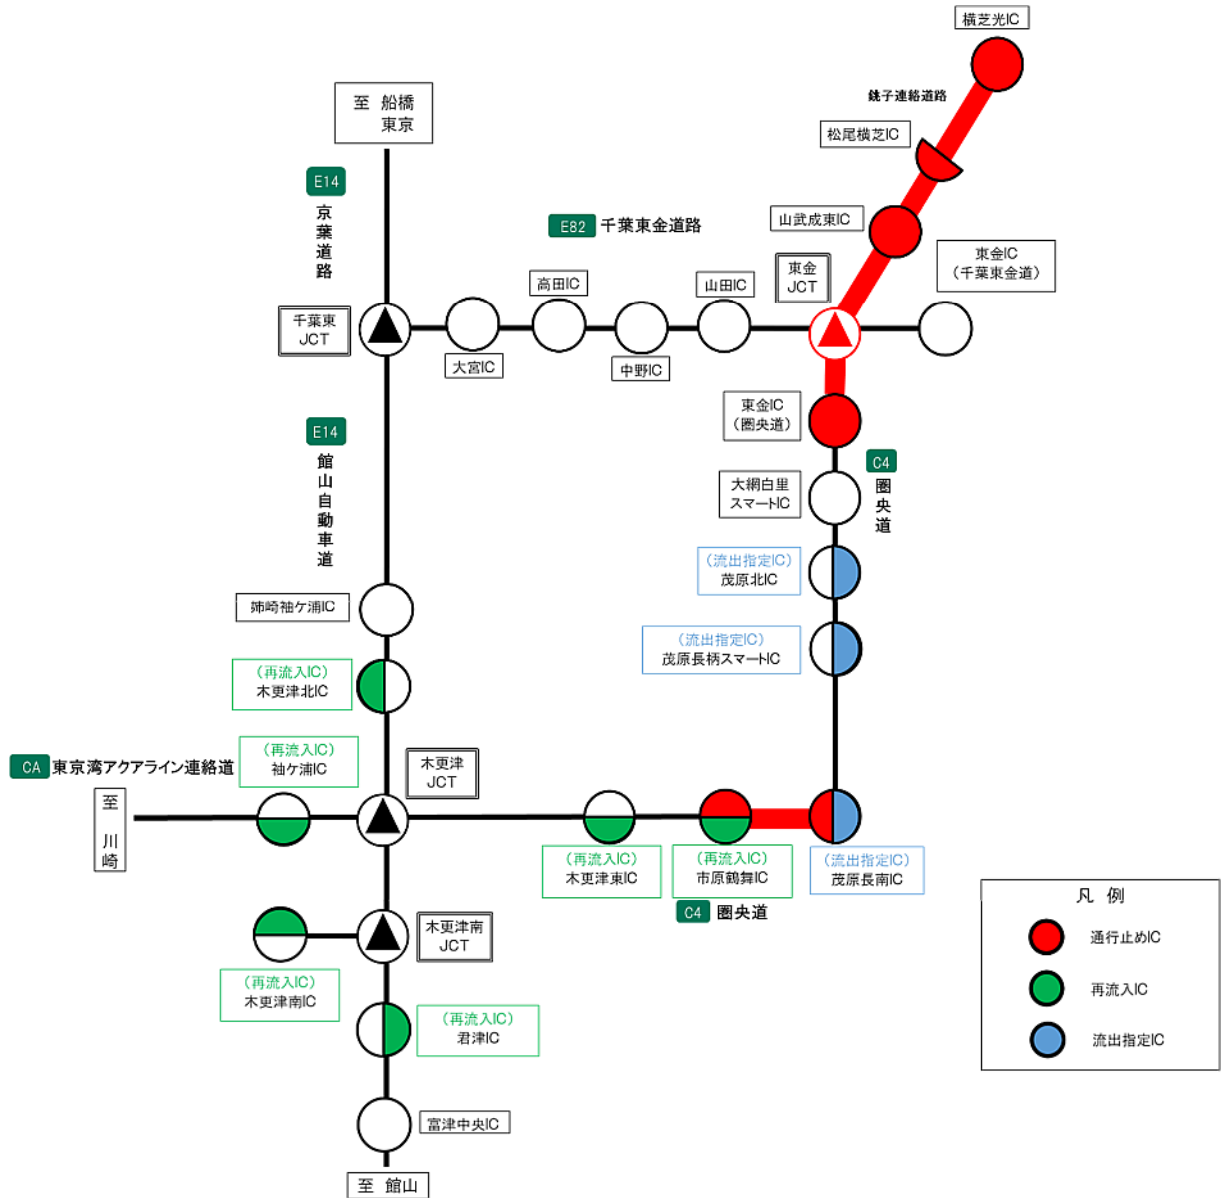 横芝光IC
銚子連絡道路
松尾横芝IC
至 船橋
東京
E14
京葉道路
E82 千葉東金道路
山武成東IC
東金
JCT
東金IC
(千葉東金道)
千葉東
JCT
高田IC
山田IC
大宮IC
中野IC
東金IC
(圏央道)
E14
館山自動車道
C4
圏央道
大網白里
スマートIC
(流出指定IC)
茂原北IC
姉崎袖ケ浦IC
(流出指定IC)
茂原長柄スマートIC
(再流入IC)
木更津北IC
(再流入IC)
袖ケ浦IC
CA 東京湾アクアライン連絡道
木更津
JCT
至 川崎
(再流入IC)
木更津東IC
(再流入IC)
市原鶴舞IC
(流出指定IC)
茂原長南IC
C4 圏央道
木更津南
JCT
(再流入IC)
木更津南IC
(再流入IC)
君津IC
富津中央IC
至 館山
凡 例
通行止めIC
再流入IC
流出指定IC